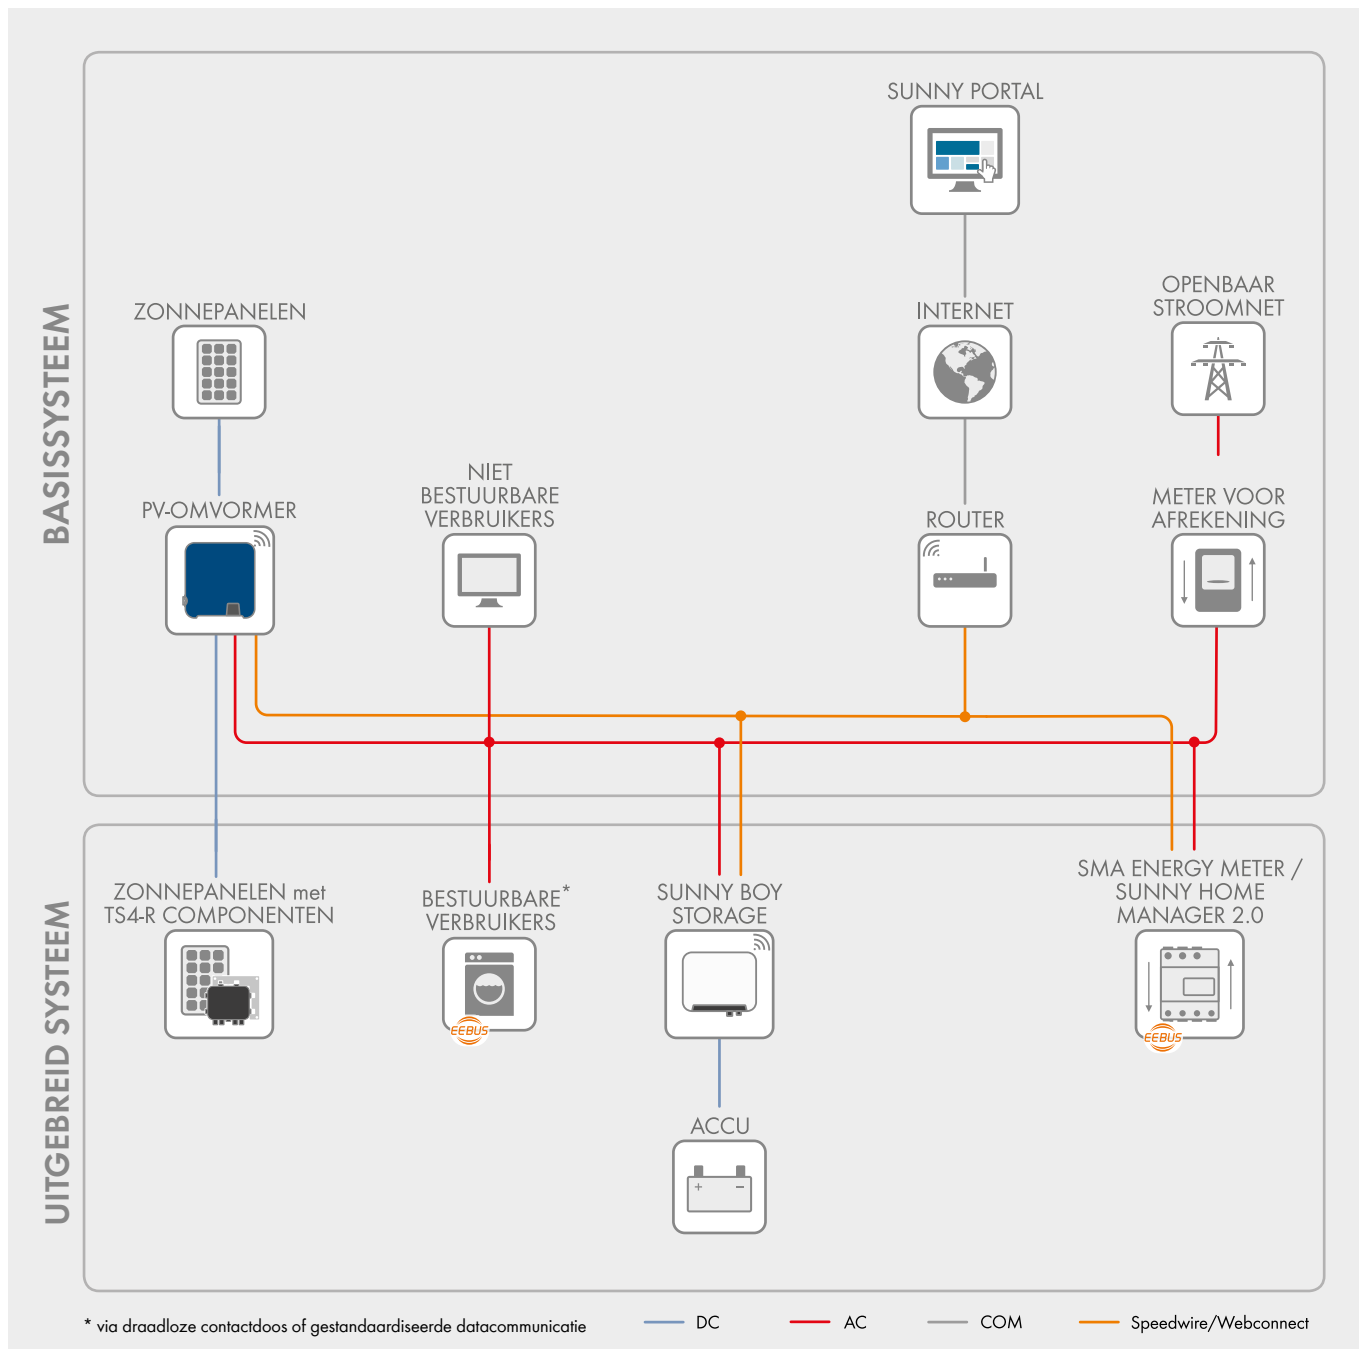 BASISSYSTEEM
SUNNY PORTAL
ZONNEPANELEN
INTERNET
OPENBAAR
STROOMNET
PV-OMVORMER
NIET
BESTUURBARE
VERBRUIKERS
ROUTER
METER VOOR
AFREKENING
UITGEBREID SYSTEEM
ZONNEPANELEN met
TS4-R COMPONENTEN
BESTUURBARE*
VERBRUIKERS
EEBUS
SUNNY BOY
STORAGE
SMA ENERGY METER /
SUNNY HOME
MANAGER 2.0
EEBUS
ACCU
+ –
* via draadloze contactdoos of gestandaardiseerde datacommunicatie
DC
AC
COM
Speedwire/Webconnect